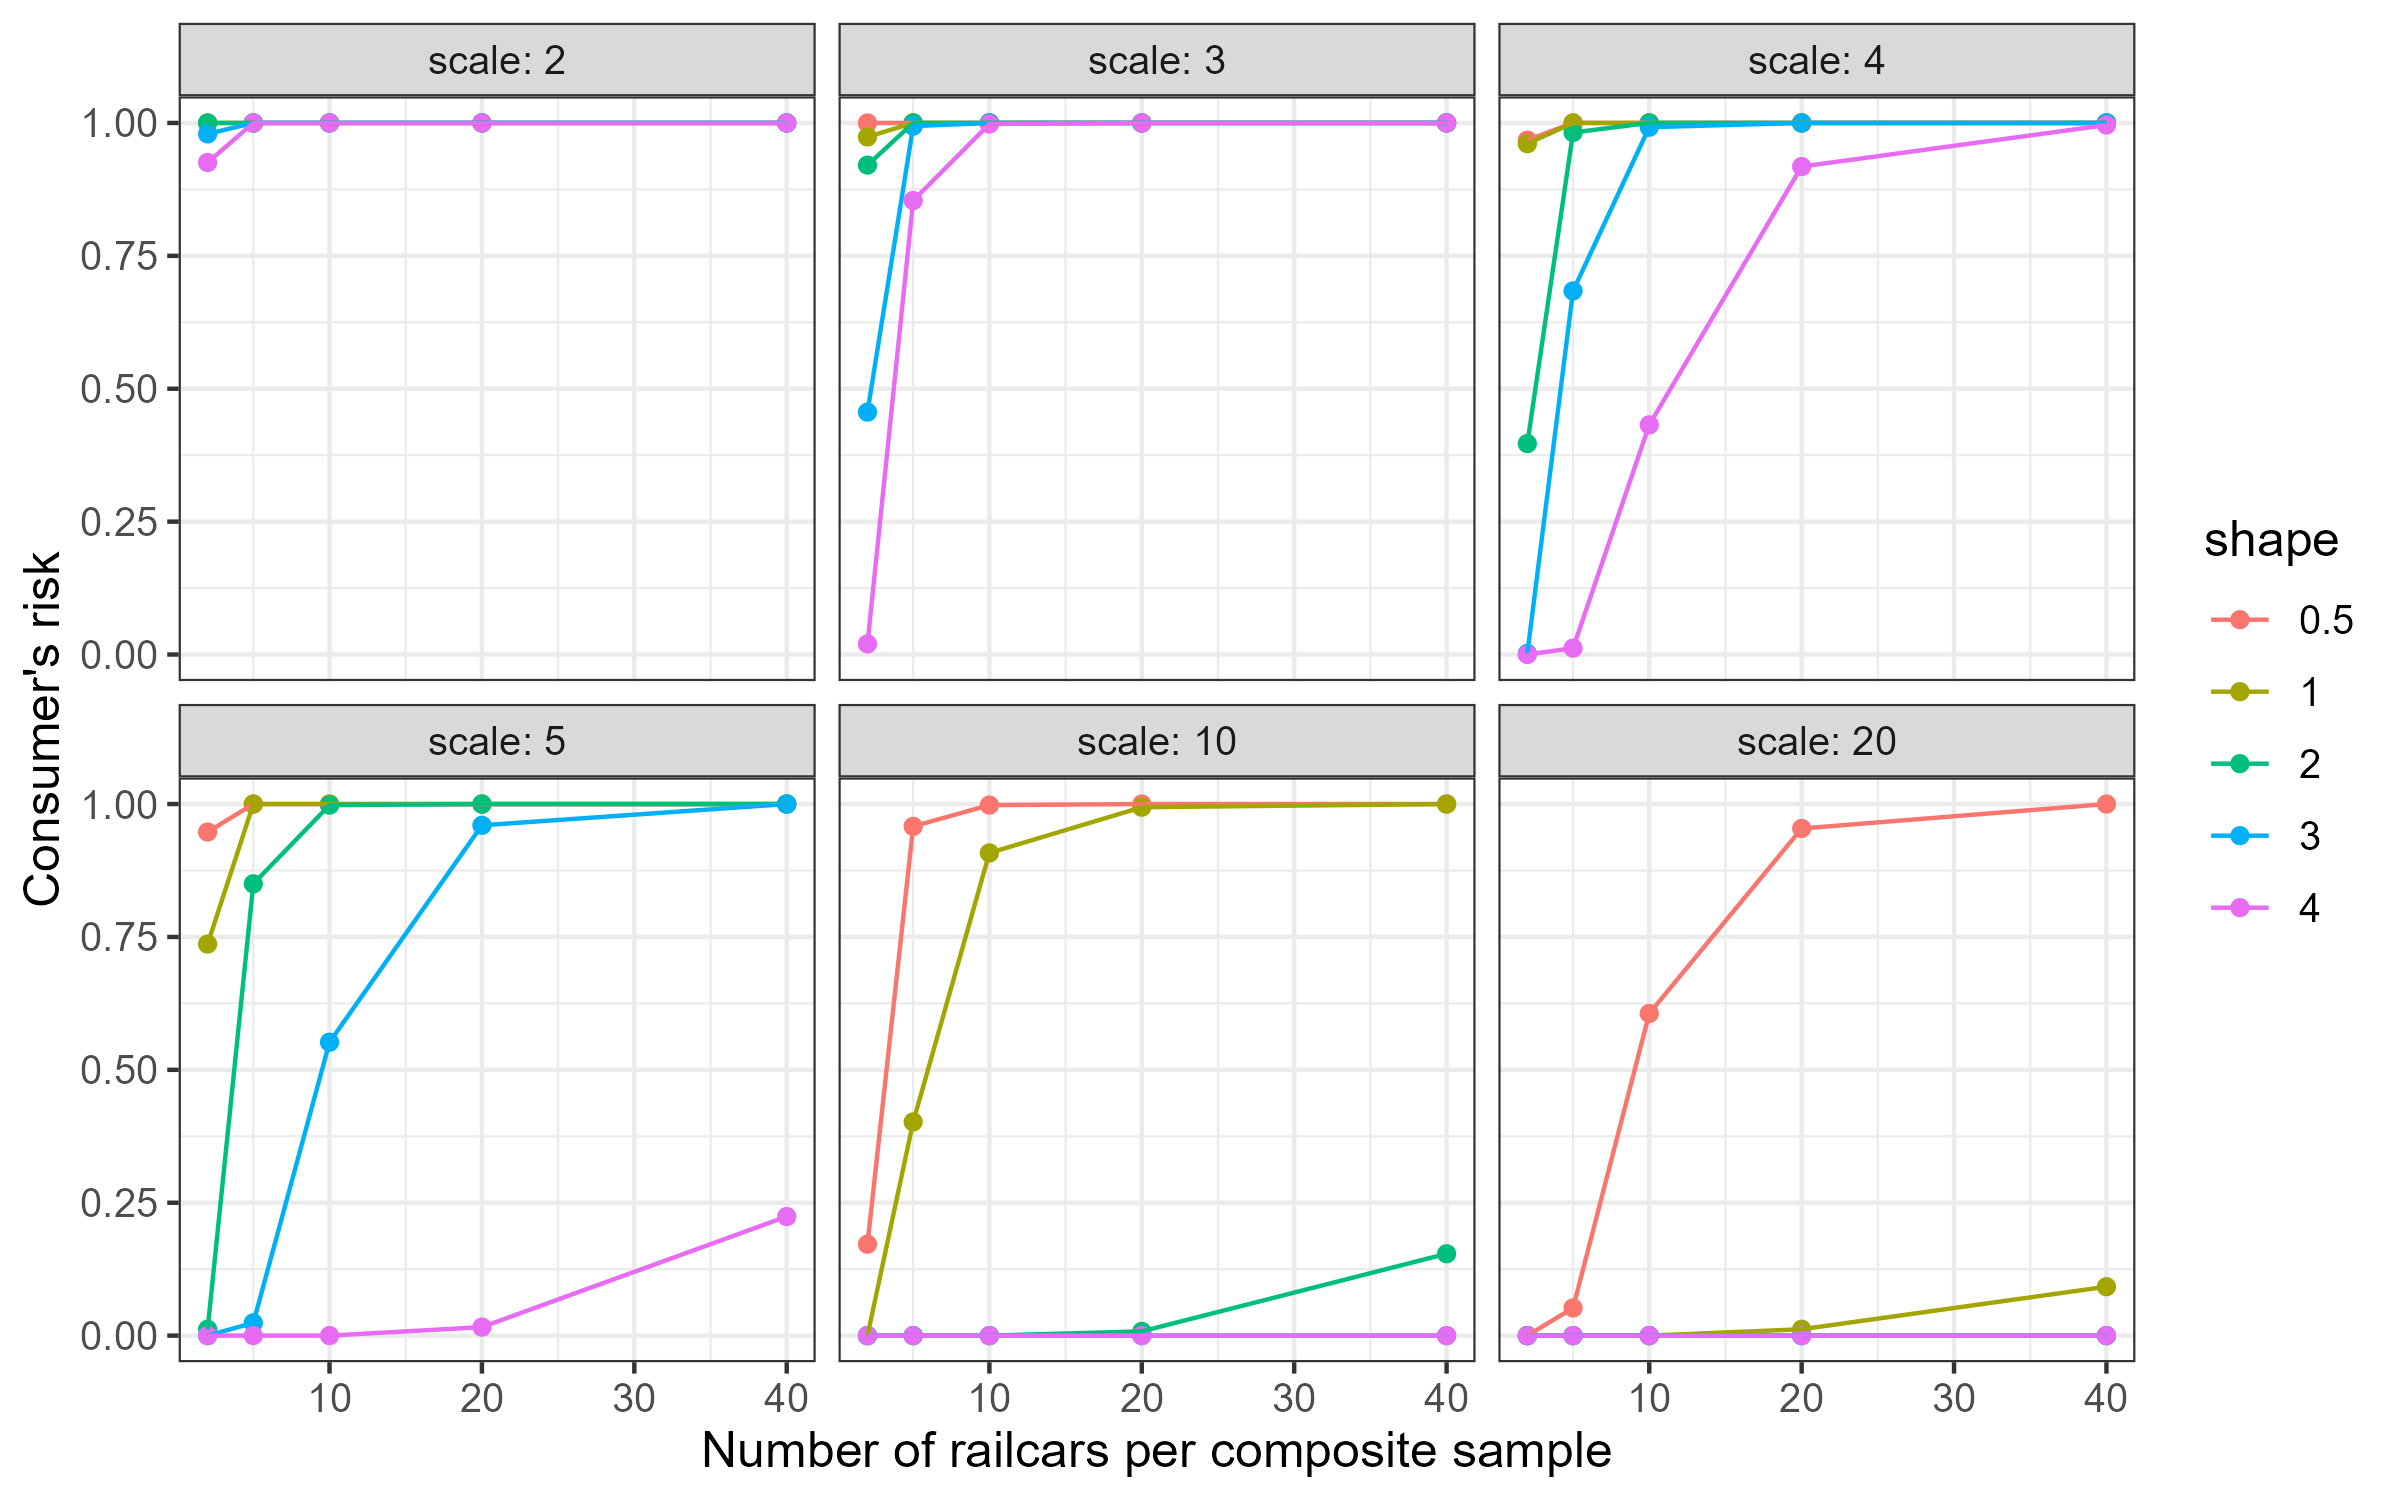 scale: 2
scale: 3
scale: 4
1.00
0.75
0.50
0.25
0.00
scale: 5
scale: 10
scale: 20
1.00
0.75
0.50
0.25
0.00
10 20 30 40
10 20 30 40
10 20 30 40
Number of railcars per composite sample
Consumer's risk
shape
0.5
1
2
3
4